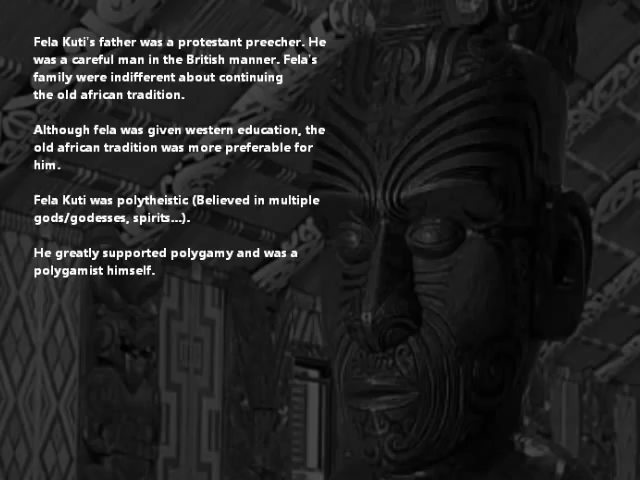 Fela Kuti's father was a protestant preecher. He
was a careful man in the British manner. Fela's
family were indifferent about continuing
the old african tradition.
Although fela was given western education, the
old african tradition was more preferable for
him.
Fela Kuti was polytheistic (Believed in multiple
gods/godesses, spirits...).
He greatly supported polygamy and was a
polygamist himself.